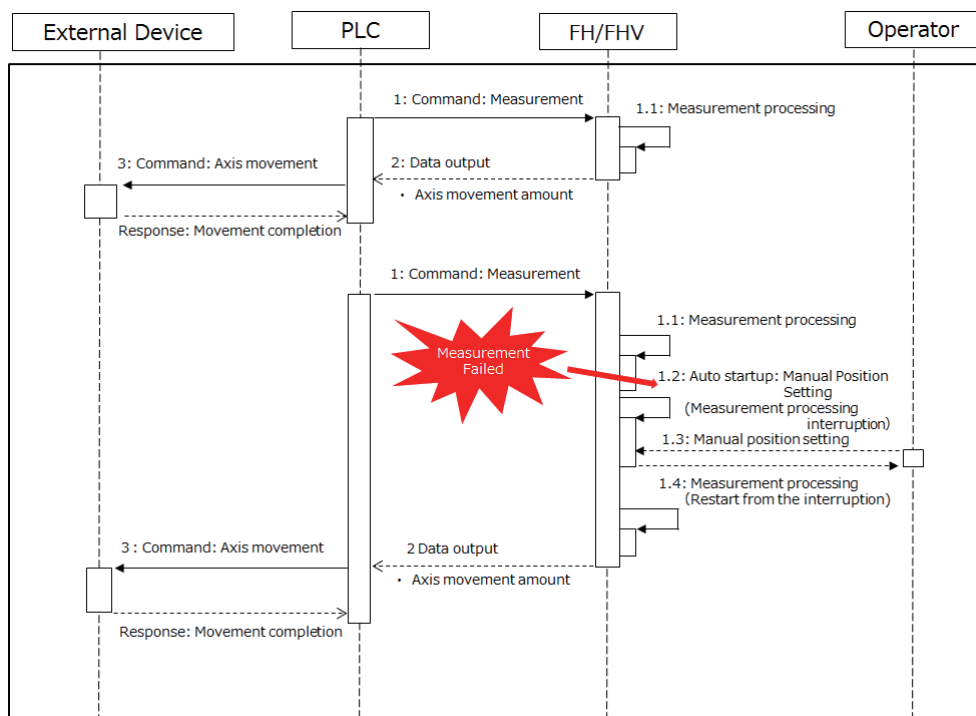 External Device
PLC
FH/FHV
Operator
1: Command: Measurement
1.1: Measurement processing
3: Command: Axis movement
2: Data output
・ Axis movement amount
Response: Movement completion
1: Command: Measurement
1.1: Measurement processing
Measurement
Failed
1.2: Auto startup: Manual Position
Setting
(Measurement processing
interruption)
1.3: Manual position setting
1.4: Measurement processing
(Restart from the interruption)
3 : Command: Axis movement
2 Data output
・ Axis movement amount
Response: Movement completion